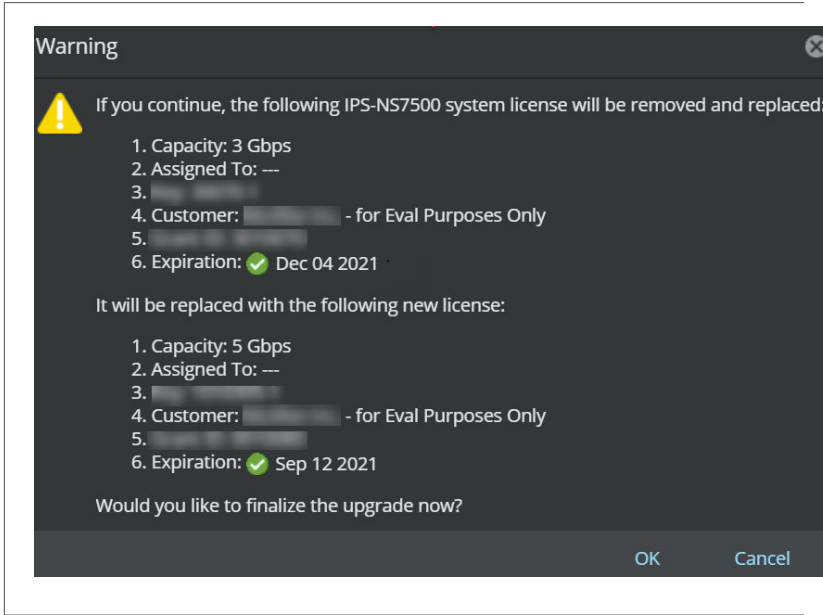 Warning
If you continue, the following IPS-NS7500 system license will be removed and replaced:
1. Capacity: 3 Gbps
2. Assigned To: ---
3.
4. Customer: - for Eval Purposes Only
5.
6. Expiration: Dec 04 2021
It will be replaced with the following new license:
1. Capacity: 5 Gbps
2. Assigned To: ---
3.
4. Customer: - for Eval Purposes Only
5.
6. Expiration: Sep 12 2021
Would you like to finalize the upgrade now?
OK Cancel